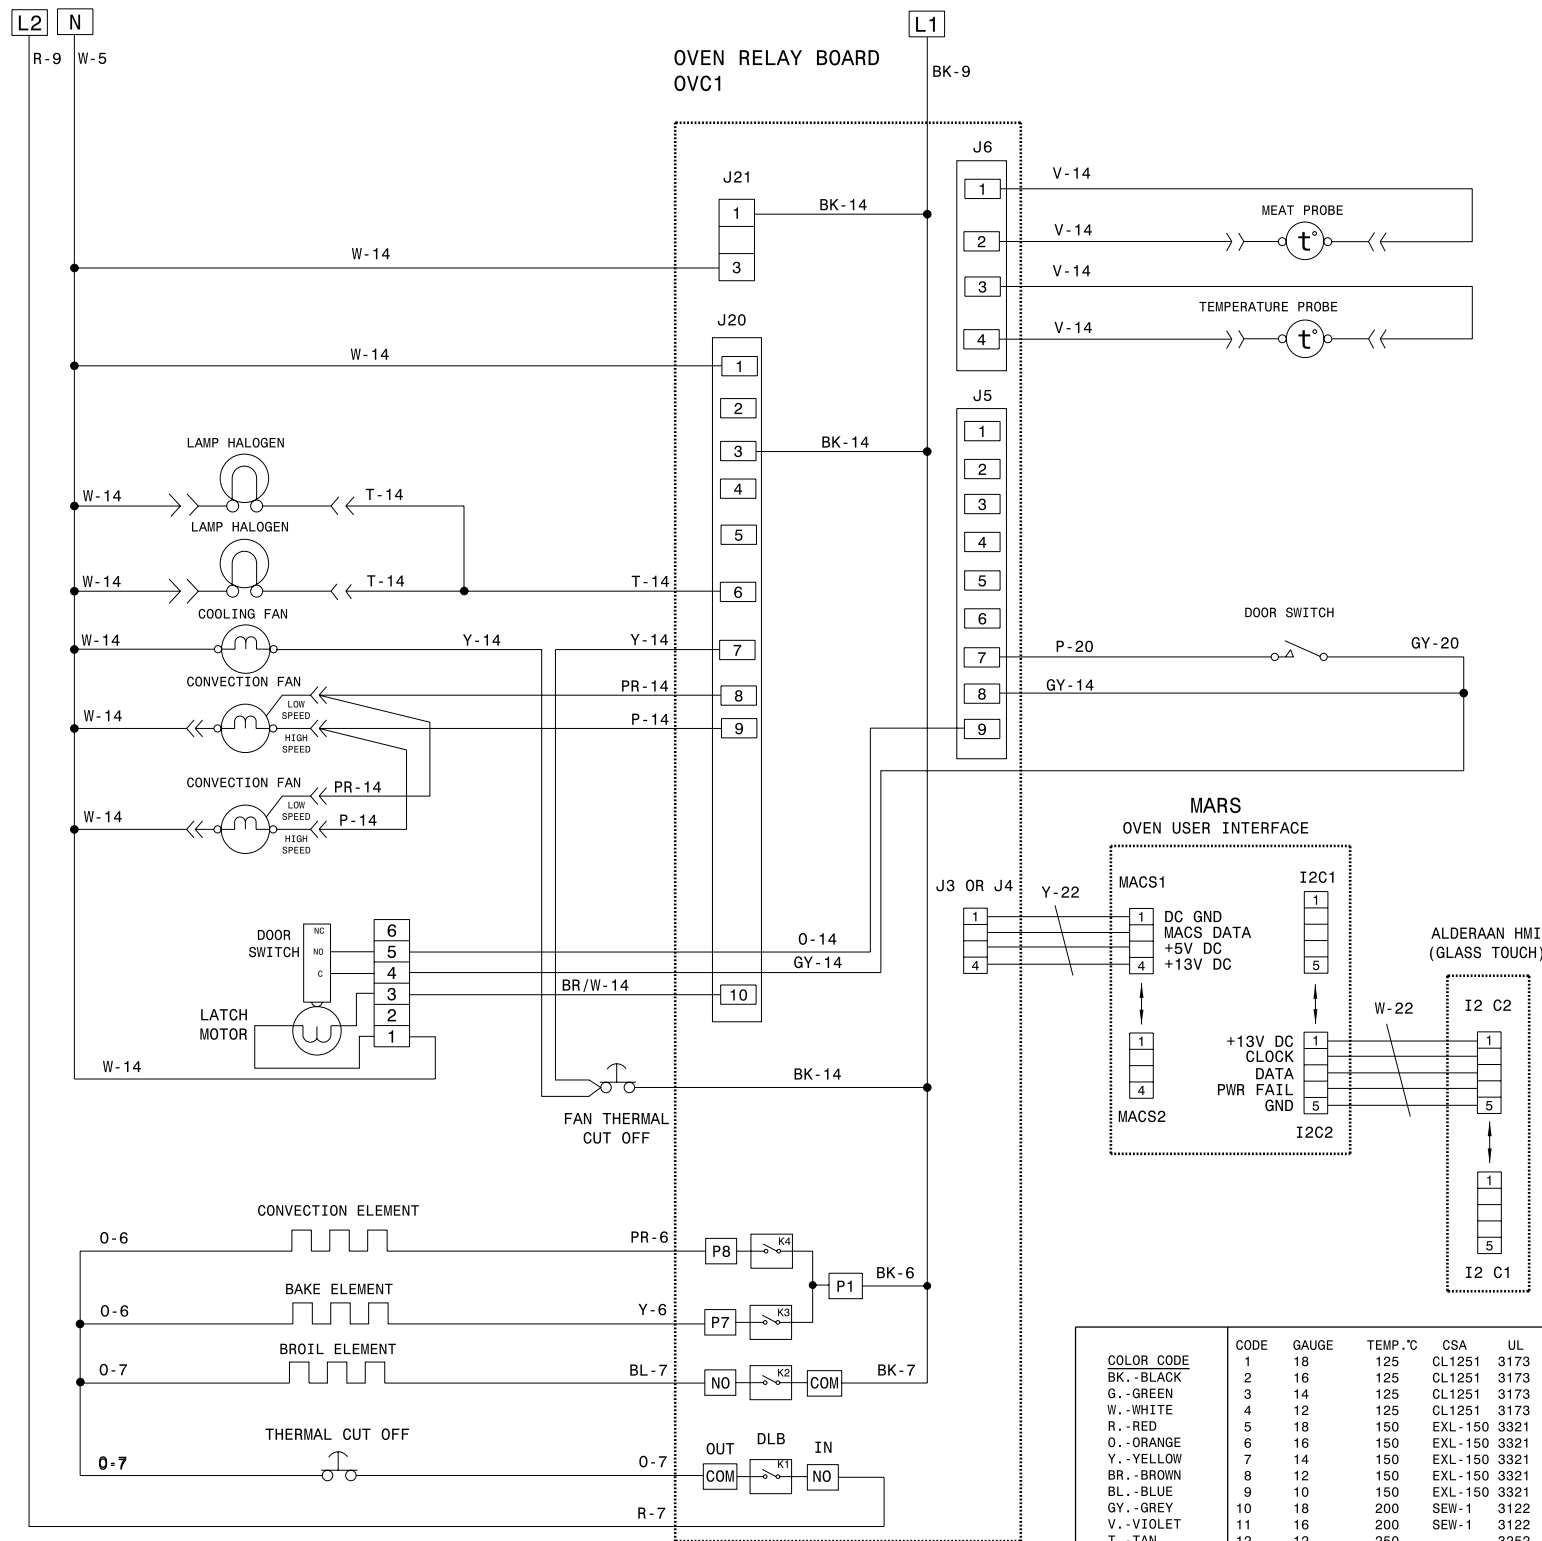 L2 N L1
R-9 W-5
OVEN RELAY BOARD
OVC1
BK-9
J21
1
3
BK-14
W-14
J6
1
2
3
4
V-14
MEAT PROBE
V-14
t°
V-14
TEMPERATURE PROBE
V-14
t°
J20
1
2
3
4
5
6
7
8
9
10
W-14
BK-14
J5
1
2
3
4
5
6
7
8
9
LAMP HALOGEN
W-14 T-14
LAMP HALOGEN
W-14 T-14 T-14
COOLING FAN
W-14 Y-14 Y-14
CONVECTION FAN
LOW
SPEED
PR-14
W-14 P-14
HIGH
SPEED
CONVECTION FAN
PR-14
LOW
SPEED
W-14 P-14
HIGH
SPEED
DOOR SWITCH
P-20 GY-20
GY-14
DOOR
SWITCH
NC
NO
C
6
5
4
3
2
1
O-14
GY-14
BR/W-14
LATCH
MOTOR
W-14
BK-14
FAN THERMAL
CUT OFF
MARS
OVEN USER INTERFACE
J3 OR J4
1
4
Y-22
MACS1
1
4
DC GND
MACS DATA
+5V DC
+13V DC
I2C1
1
5
1
4
MACS2
+13V DC
CLOCK
DATA
PWR FAIL
GND
1
5
I2C2
W-22
ALDERAAN HMI
(GLASS TOUCH)
I2 C2
1
5
1
5
I2 C1
CONVECTION ELEMENT
O-6 PR-6 P8 K4
P1 BK-6
BAKE ELEMENT
O-6 Y-6 P7 K3
BROIL ELEMENT
O-7 BL-7 NO K2 COM BK-7
THERMAL CUT OFF
OUT DLB IN
O-7 COM K1 NO
R-7
COLOR CODE
BK.-BLACK
G.-GREEN
W.-WHITE
R.-RED
O.-ORANGE
Y.-YELLOW
BR.-BROWN
BL.-BLUE
GY.-GREY
V.-VIOLET
CODE GAUGE TEMP.°C CSA UL
1 18 125 CL1251 3173
2 16 125 CL1251 3173
3 14 125 CL1251 3173
4 12 125 CL1251 3173
5 18 150 EXL-150 3321
6 16 150 EXL-150 3321
7 14 150 EXL-150 3321
8 12 150 EXL-150 3321
9 10 150 EXL-150 3321
10 18 200 SEW-1 3122
11 16 200 SEW-1 3122